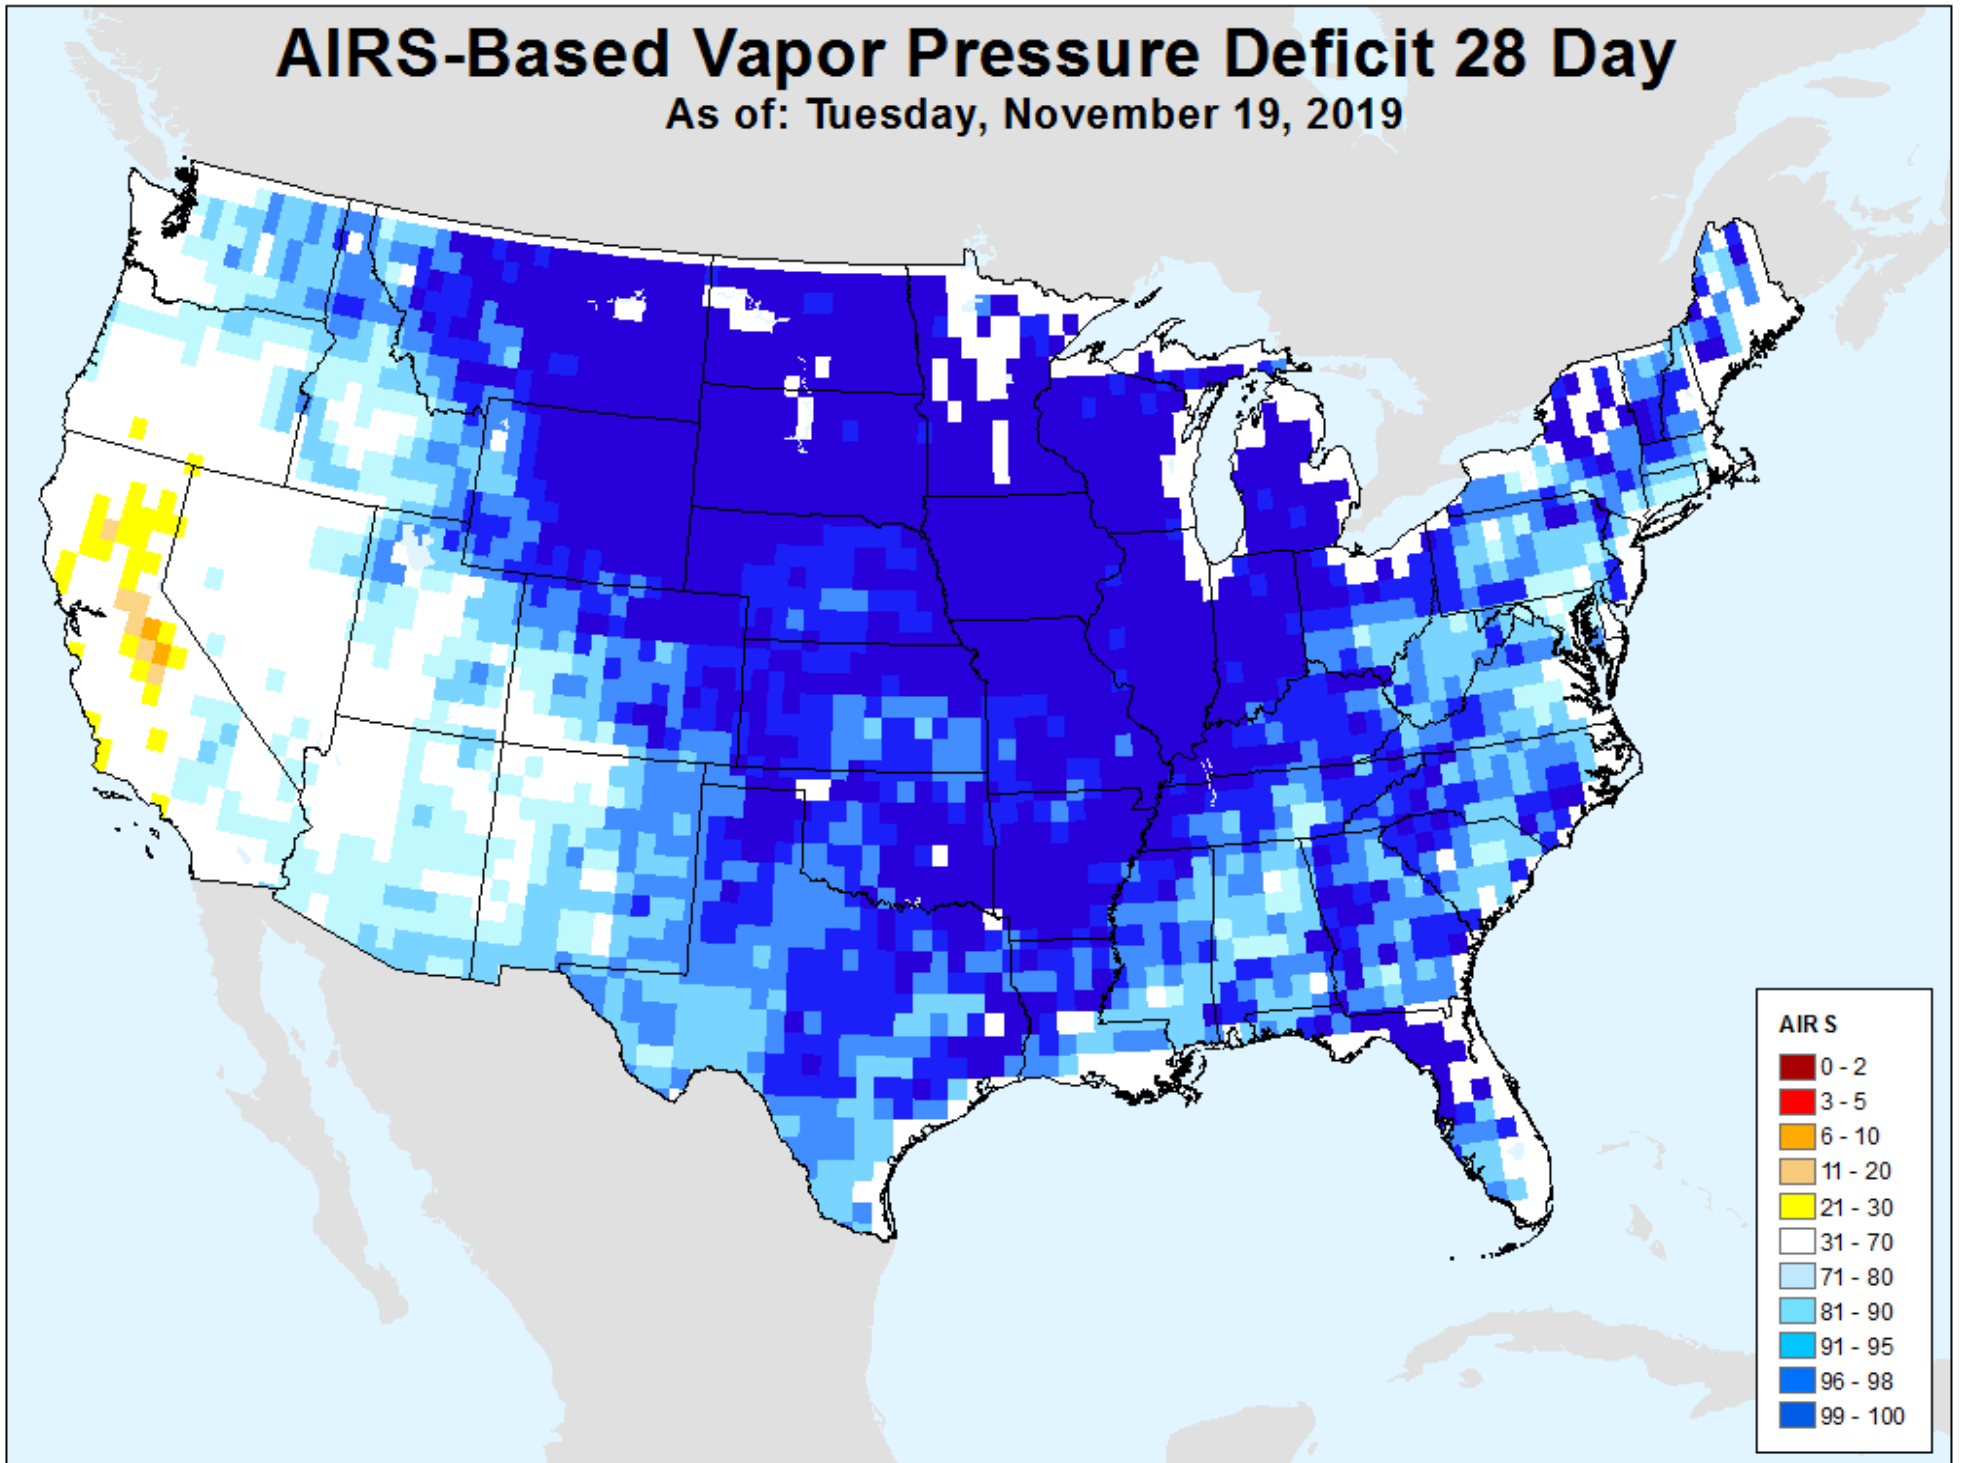 AIRS-Based Vapor Pressure Deficit 28 Day
As of: Tuesday, November 19, 2019
AIRS
0 - 2
3 - 5
6 - 10
11 - 20
21 - 30
31 - 70
71 - 80
81 - 90
91 - 95
96 - 98
99 - 100